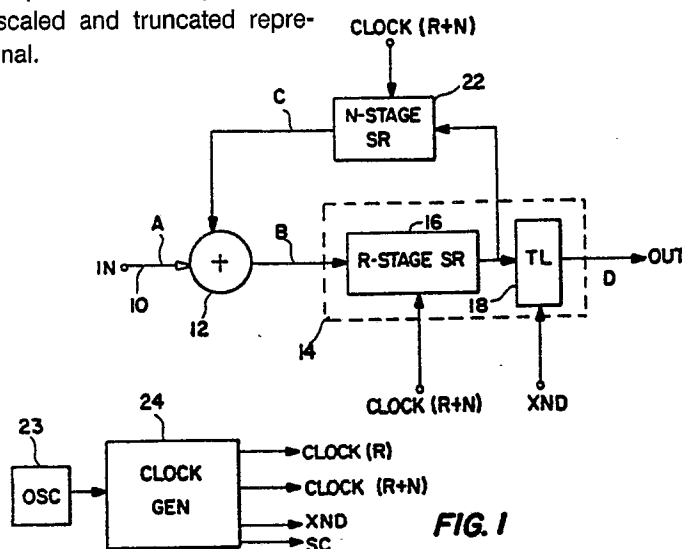 scaled and truncated repre-
nal.
CLOCK (R+N)
22
C
N-STAGE
SR
A
B
16
IN
+
R-STAGE SR
TL
OUT
10
12
18
D
14
CLOCK (R+N)
XND
24
23
OSC
CLOCK
GEN
CLOCK (R)
CLOCK (R+N)
XND
SC
FIG. 1